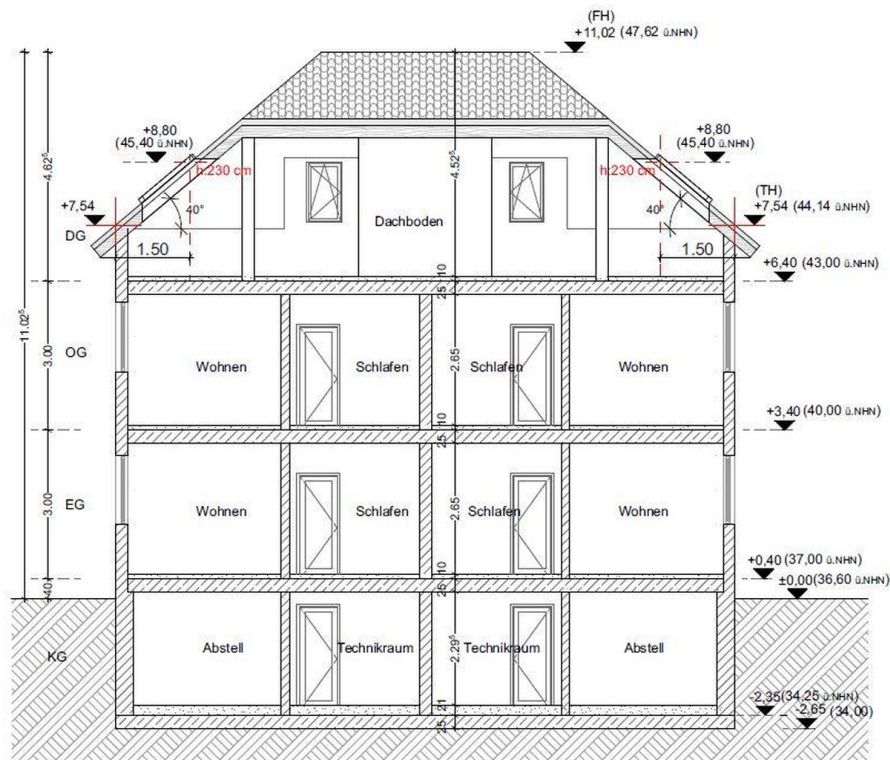 (FH)
+11,02 (47,62 ü.NHN)
+8,80
(45,40 ü.NHN)
+8,80
(45,40 ü.NHN)
h:230 cm
h:230 cm
4.62⁵
4.52⁵
(TH)
+7,54
+7,54 (44,14 ü.NHN)
40°
40°
Dachboden
DG
1.50
1.50
+6,40 (43,00 ü.NHN)
25 10
11.02⁵
3.00
OG
2.65
Wohnen
Schlafen
Schlafen
Wohnen
+3,40 (40,00 ü.NHN)
25 10
3.00
EG
2.65
Wohnen
Schlafen
Schlafen
Wohnen
+0,40 (37,00 ü.NHN)
25 10
40
±0,00 (36,60 ü.NHN)
KG
2.29⁵
Abstell
Technikraum
Technikraum
Abstell
-2,35 (34,25 ü.NHN)
25 21
-2,65 (34,00)